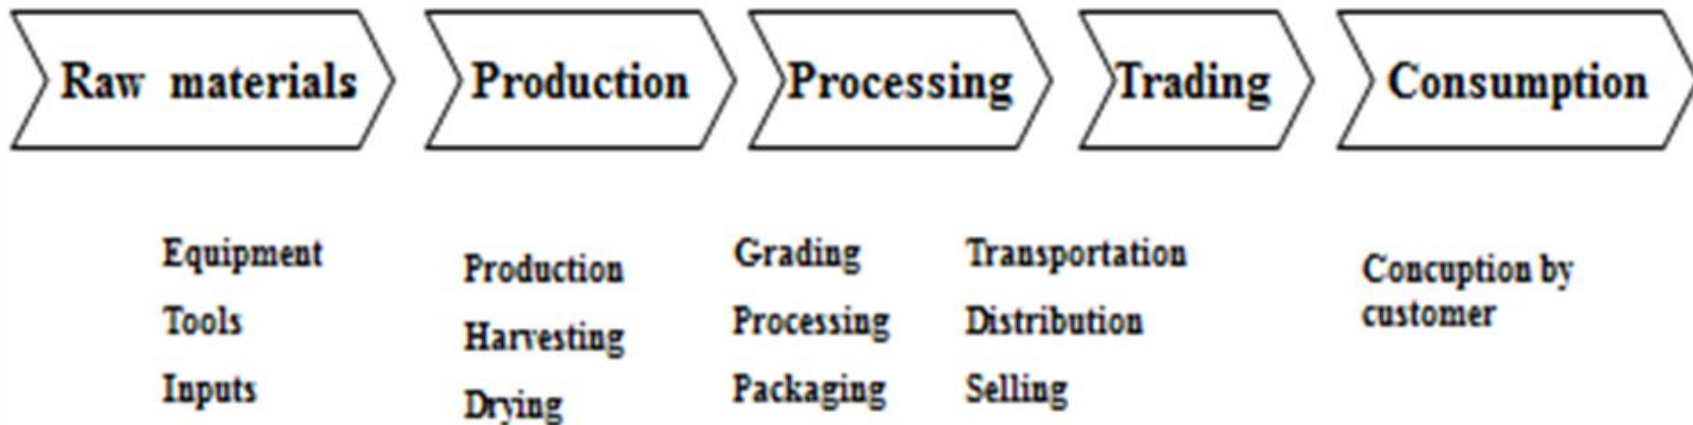 Raw materials
Production
Processing
Trading
Consumption
Equipment
Tools
Inputs
Production
Harvesting
Drying
Grading
Processing
Packaging
Transportation
Distribution
Selling
Concuption by
customer